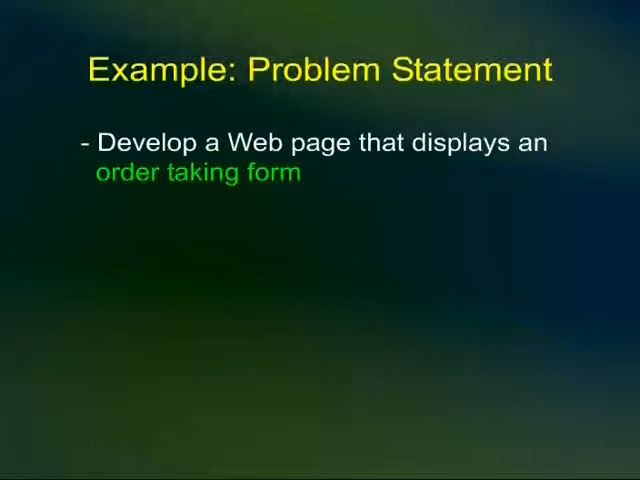 Example: Problem Statement
- Develop a Web page that displays an
order taking form